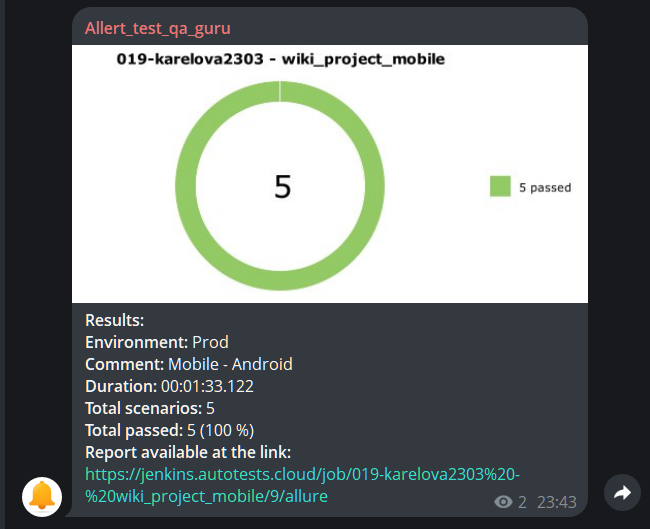 Allert_test_qa_guru
019-karelova2303 - wiki_project_mobile
5
5 passed
Results:
Environment: Prod
Comment: Mobile - Android
Duration: 00:01:33.122
Total scenarios: 5
Total passed: 5 (100 %)
Report available at the link:
https://jenkins.autotests.cloud/job/019-karelova2303%20-
%20wiki_project_mobile/9/allure
2 23:43